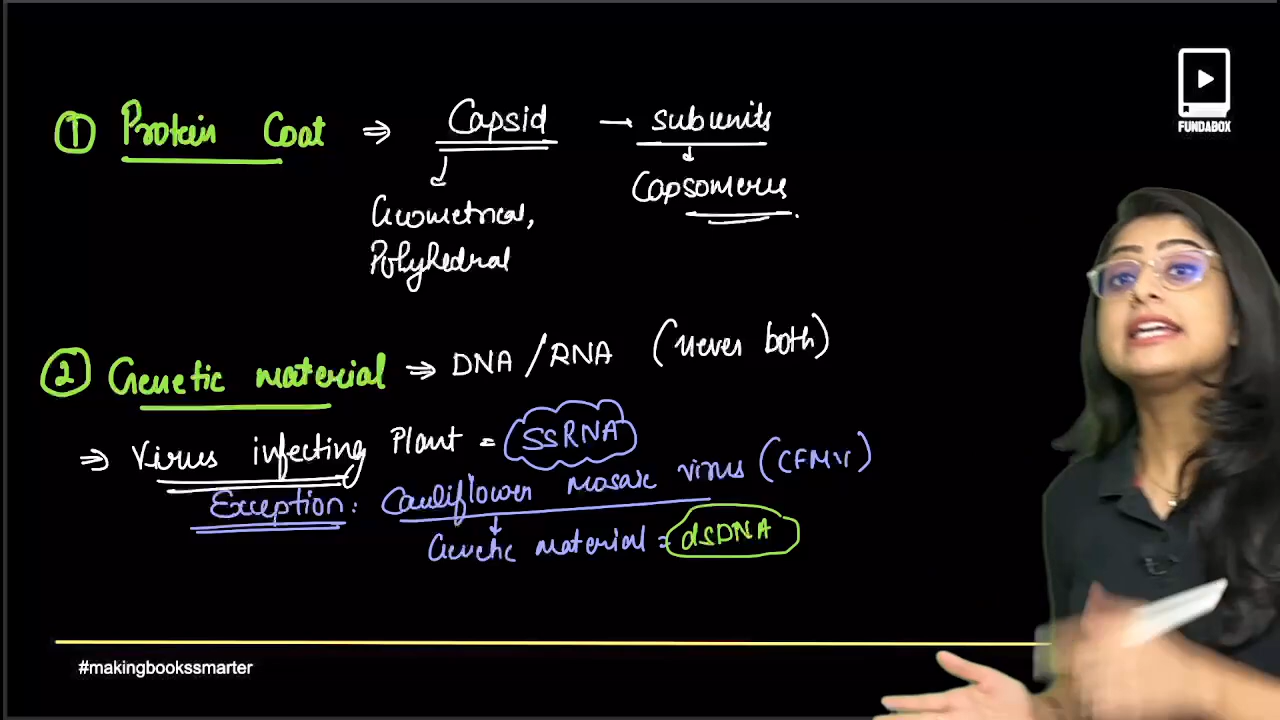 ① Protein Coat ⇒ Capsid → subunits
Capsomeres
Geometrical,
Polyhedral
② Genetic material ⇒ DNA / RNA (never both)
⇒ Virus infecting Plant = ssRNA
Exception: Cauliflower mosaic virus (CFMV)
Genetic material = dsDNA
#makingbookssmarter
FUNDABOX